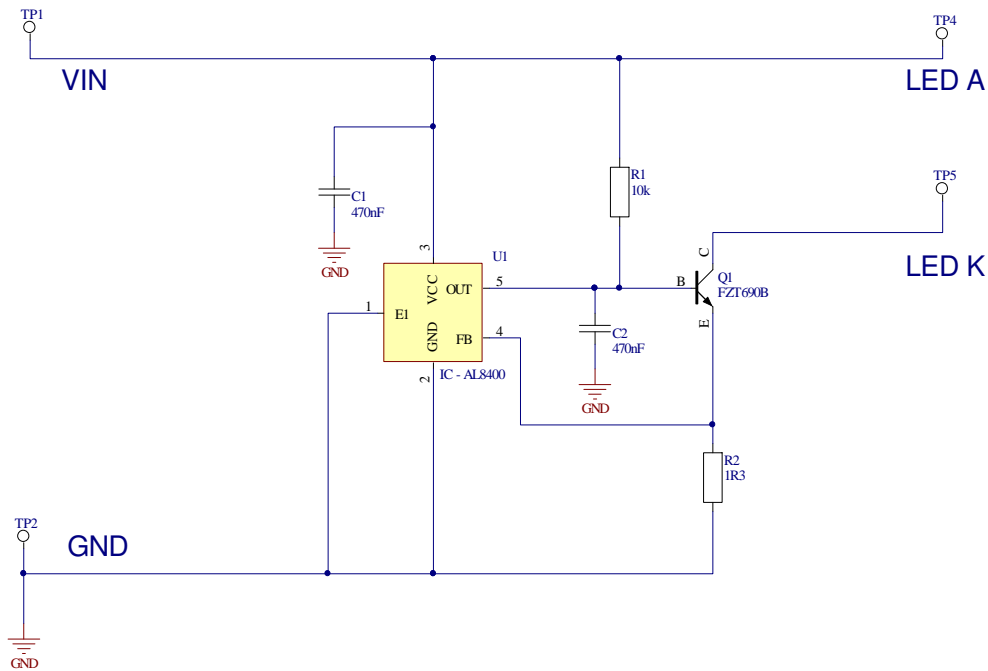 TP1
TP4
VIN
LED A
R1
10k
TP5
C1
470nF
GND
3
U1
LED K
C
Q1
FZT690B
B
E
1
E1
VCC
OUT
5
GND
FB
4
2
IC - AL8400
C2
470nF
GND
R2
1R3
TP2
GND
GND